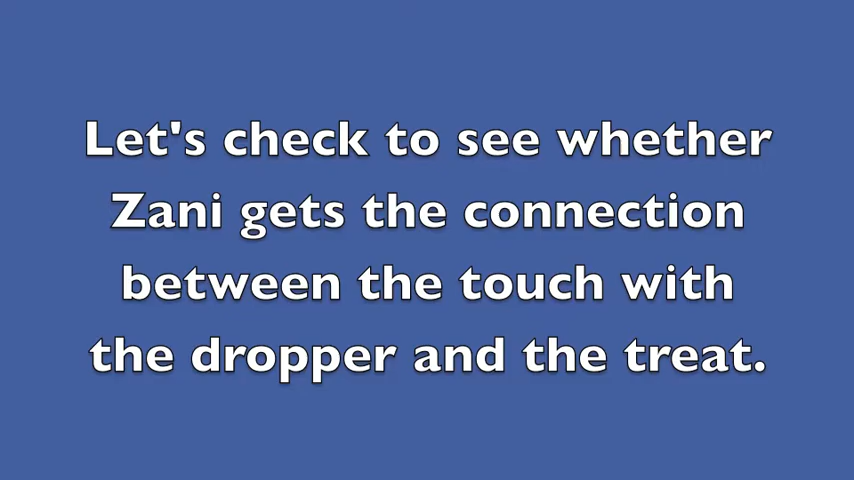 Let's check to see whether
Zani gets the connection
between the touch with
the dropper and the treat.